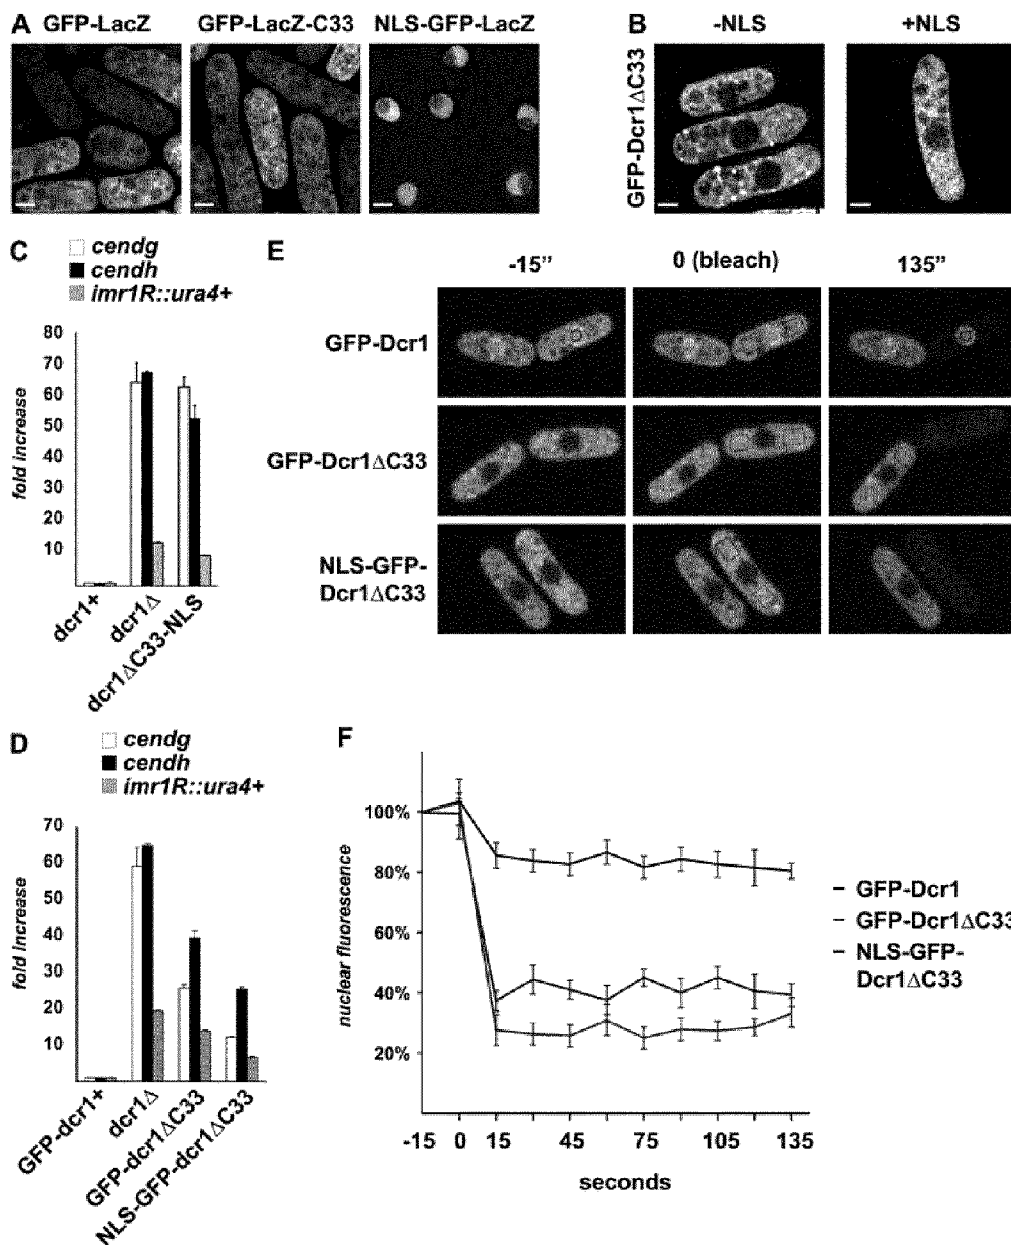 A GFP-LacZ GFP-LacZ-C33 NLS-GFP-LacZ
B -NLS +NLS
GFP-Dcr1ΔC33
C
cendg
cendh
imr1R::ura4+
fold increase
80
70
60
50
40
30
20
10
dcr1+
dcr1Δ
dcr1ΔC33-NLS
E
-15” 0 (bleach) 135”
GFP-Dcr1
GFP-Dcr1ΔC33
NLS-GFP-
Dcr1ΔC33
D
cendg
cendh
imr1R::ura4+
fold increase
70
60
50
40
30
20
10
GFP-dcr1+
dcr1Δ
GFP-dcr1ΔC33
NLS-GFP-dcr1ΔC33
F
nuclear fluorescence
100%
80%
60%
40%
20%
-15 0 15 45 75 105 135
seconds
GFP-Dcr1
GFP-Dcr1ΔC33
NLS-GFP-
Dcr1ΔC33